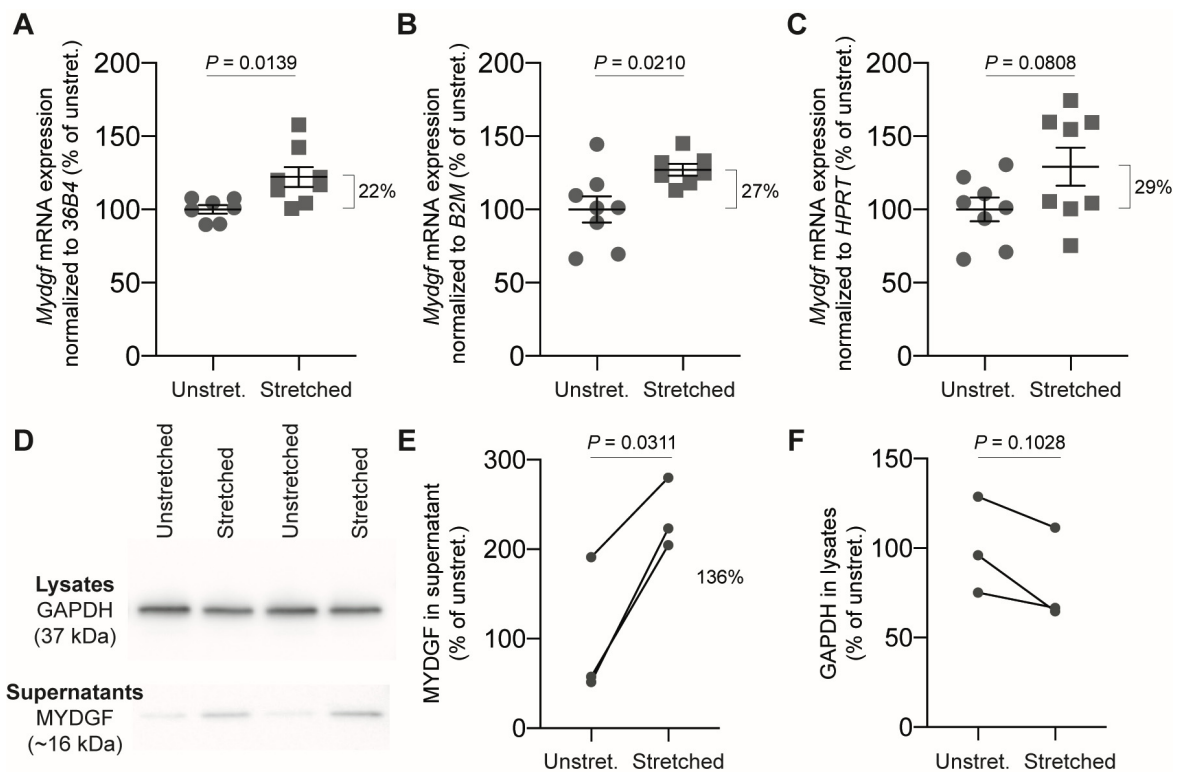 A
Mydgf mRNA expression
normalized to 36B4 (% of unstret.)
P = 0.0139
200
150
100
50
0
22%
Unstret. Stretched
B
Mydgf mRNA expression
normalized to B2M (% of unstret.)
P = 0.0210
200
150
100
50
0
27%
Unstret. Stretched
C
Mydgf mRNA expression
normalized to HPRT (% of unstret.)
P = 0.0808
200
150
100
50
0
29%
Unstret. Stretched
D
Unstretched
Stretched
Unstretched
Stretched
Lysates
GAPDH
(37 kDa)
Supernatants
MYDGF
(~16 kDa)
E
MYDGF in supernatant
(% of unstret.)
P = 0.0311
300
200
100
0
136%
Unstret. Stretched
F
GAPDH in lysates
(% of unstret.)
P = 0.1028
150
100
50
0
Unstret. Stretched